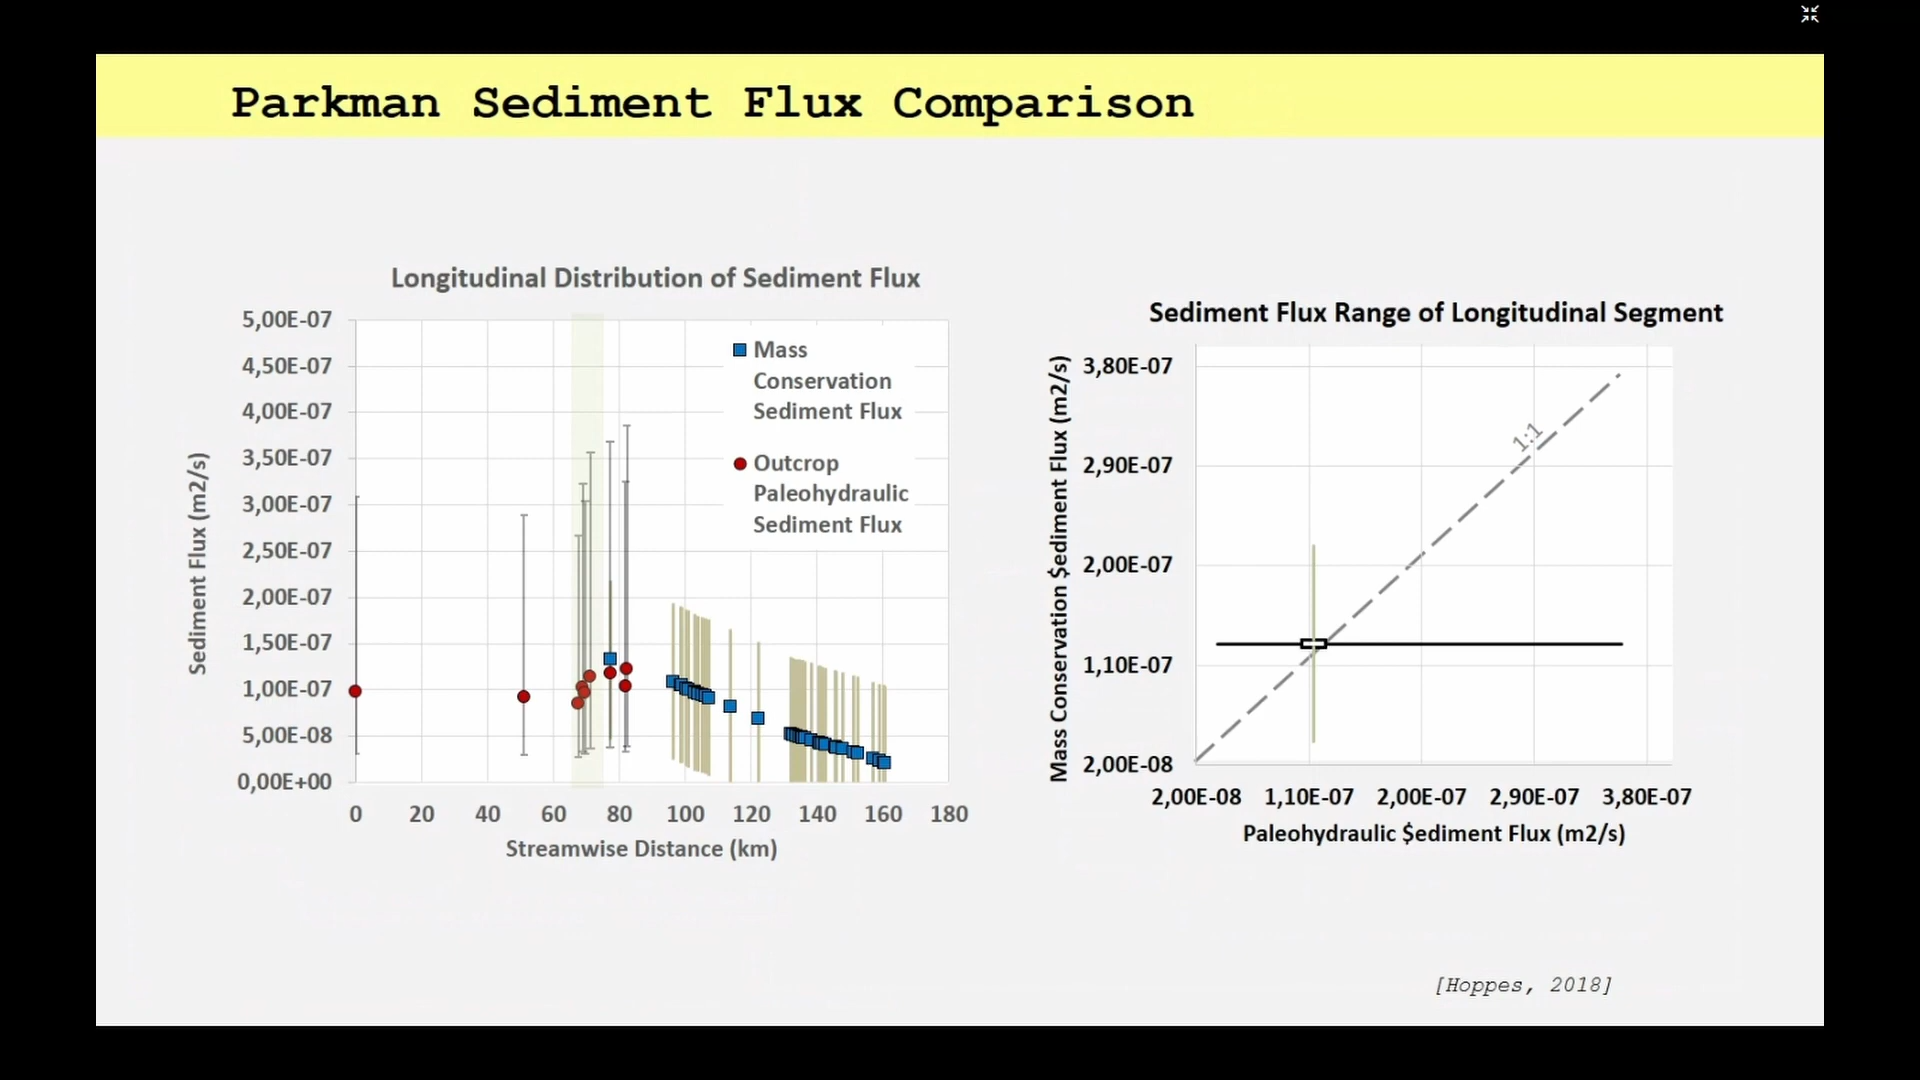 Parkman Sediment Flux Comparison
Longitudinal Distribution of Sediment Flux
Sediment Flux (m2/s)
5,00E-07
4,50E-07
4,00E-07
3,50E-07
3,00E-07
2,50E-07
2,00E-07
1,50E-07
1,00E-07
5,00E-08
0,00E+00
0 20 40 60 80 100 120 140 160 180
Streamwise Distance (km)
Mass
Conservation
Sediment Flux
Outcrop
Paleohydraulic
Sediment Flux
Sediment Flux Range of Longitudinal Segment
Mass Conservation $ediment Flux (m2/s)
3,80E-07
2,90E-07
2,00E-07
1,10E-07
2,00E-08
1:1
2,00E-08 1,10E-07 2,00E-07 2,90E-07 3,80E-07
Paleohydraulic $ediment Flux (m2/s)
[Hoppes, 2018]